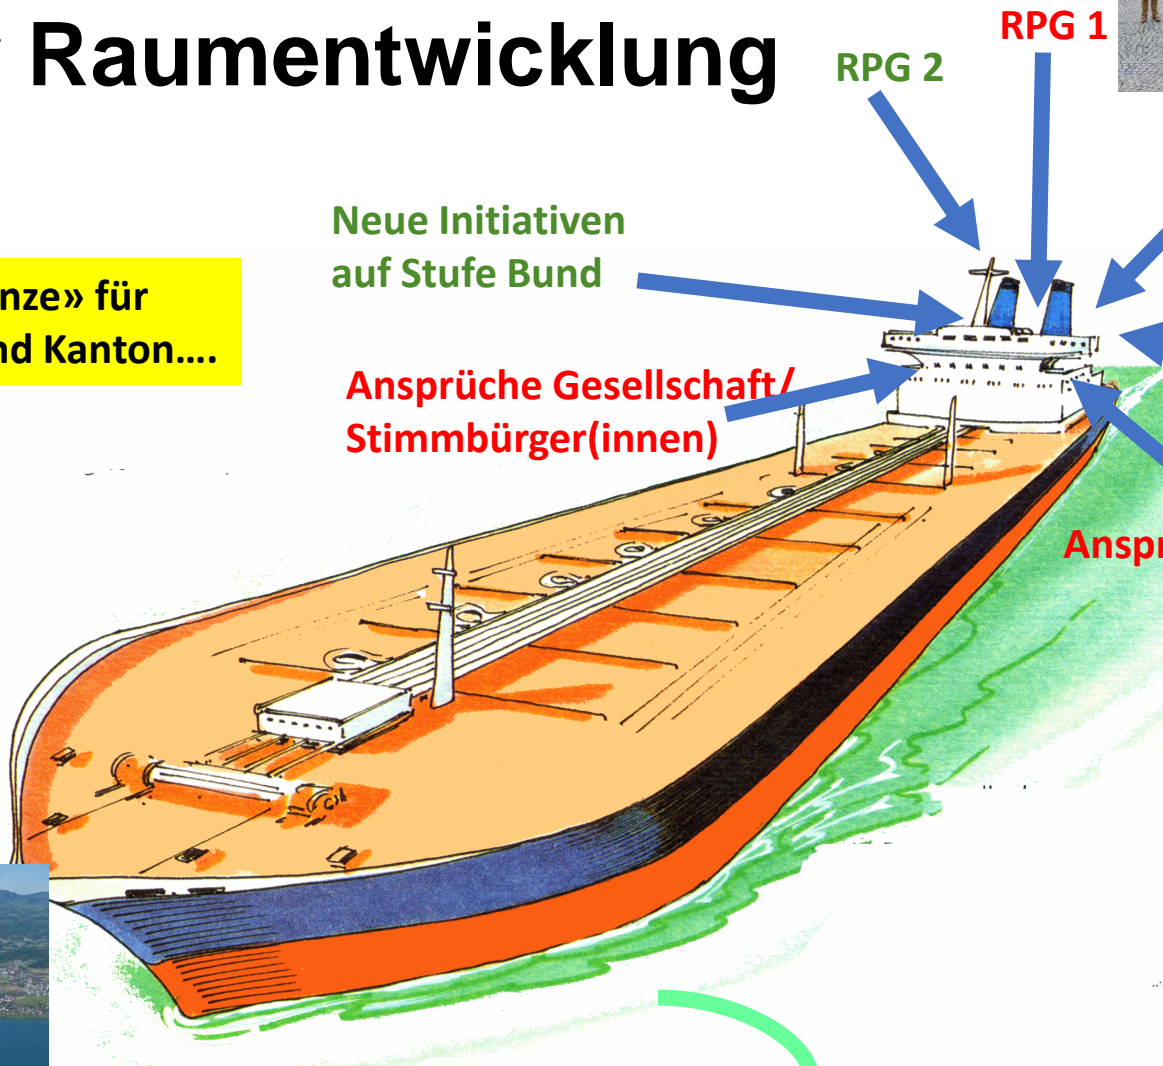 Raumentwicklung
RPG 1
RPG 2
Neue Initiativen
auf Stufe Bund
nze» für
nd Kanton....
Ansprüche Gesellschaft/
Stimmbürger(innen)
Anspr